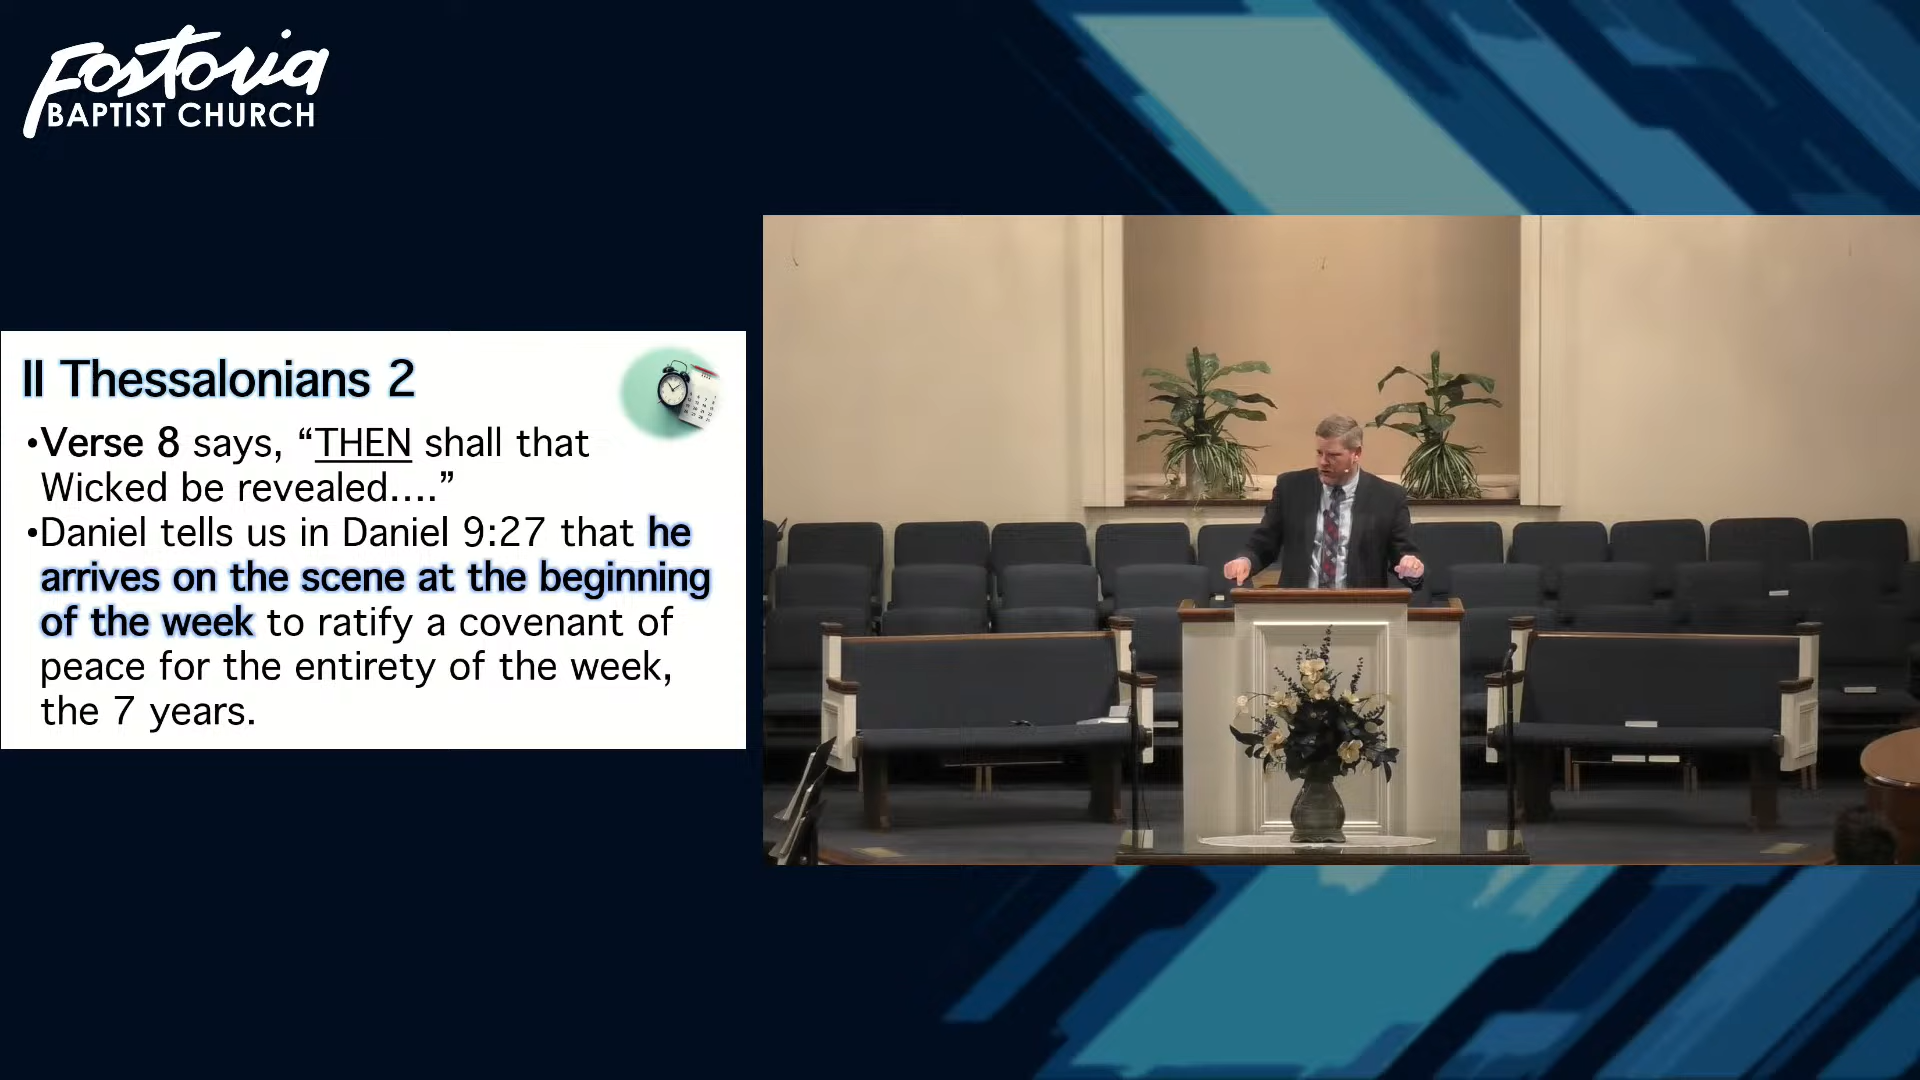 Fostoria
BAPTIST CHURCH
II Thessalonians 2
•Verse 8 says, “THEN shall that
Wicked be revealed....”
•Daniel tells us in Daniel 9:27 that he
arrives on the scene at the beginning
of the week to ratify a covenant of
peace for the entirety of the week,
the 7 years.